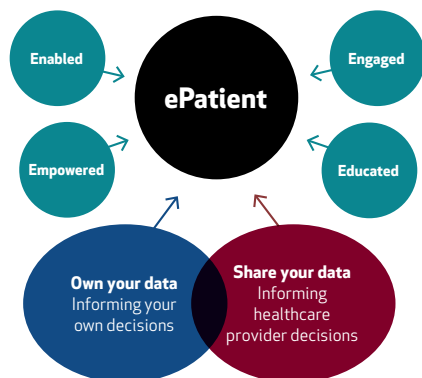 Enabled
Engaged
ePatient
Empowered
Educated
Own your data
Informing your
own decisions
Share your data
Informing
healthcare
provider decisions